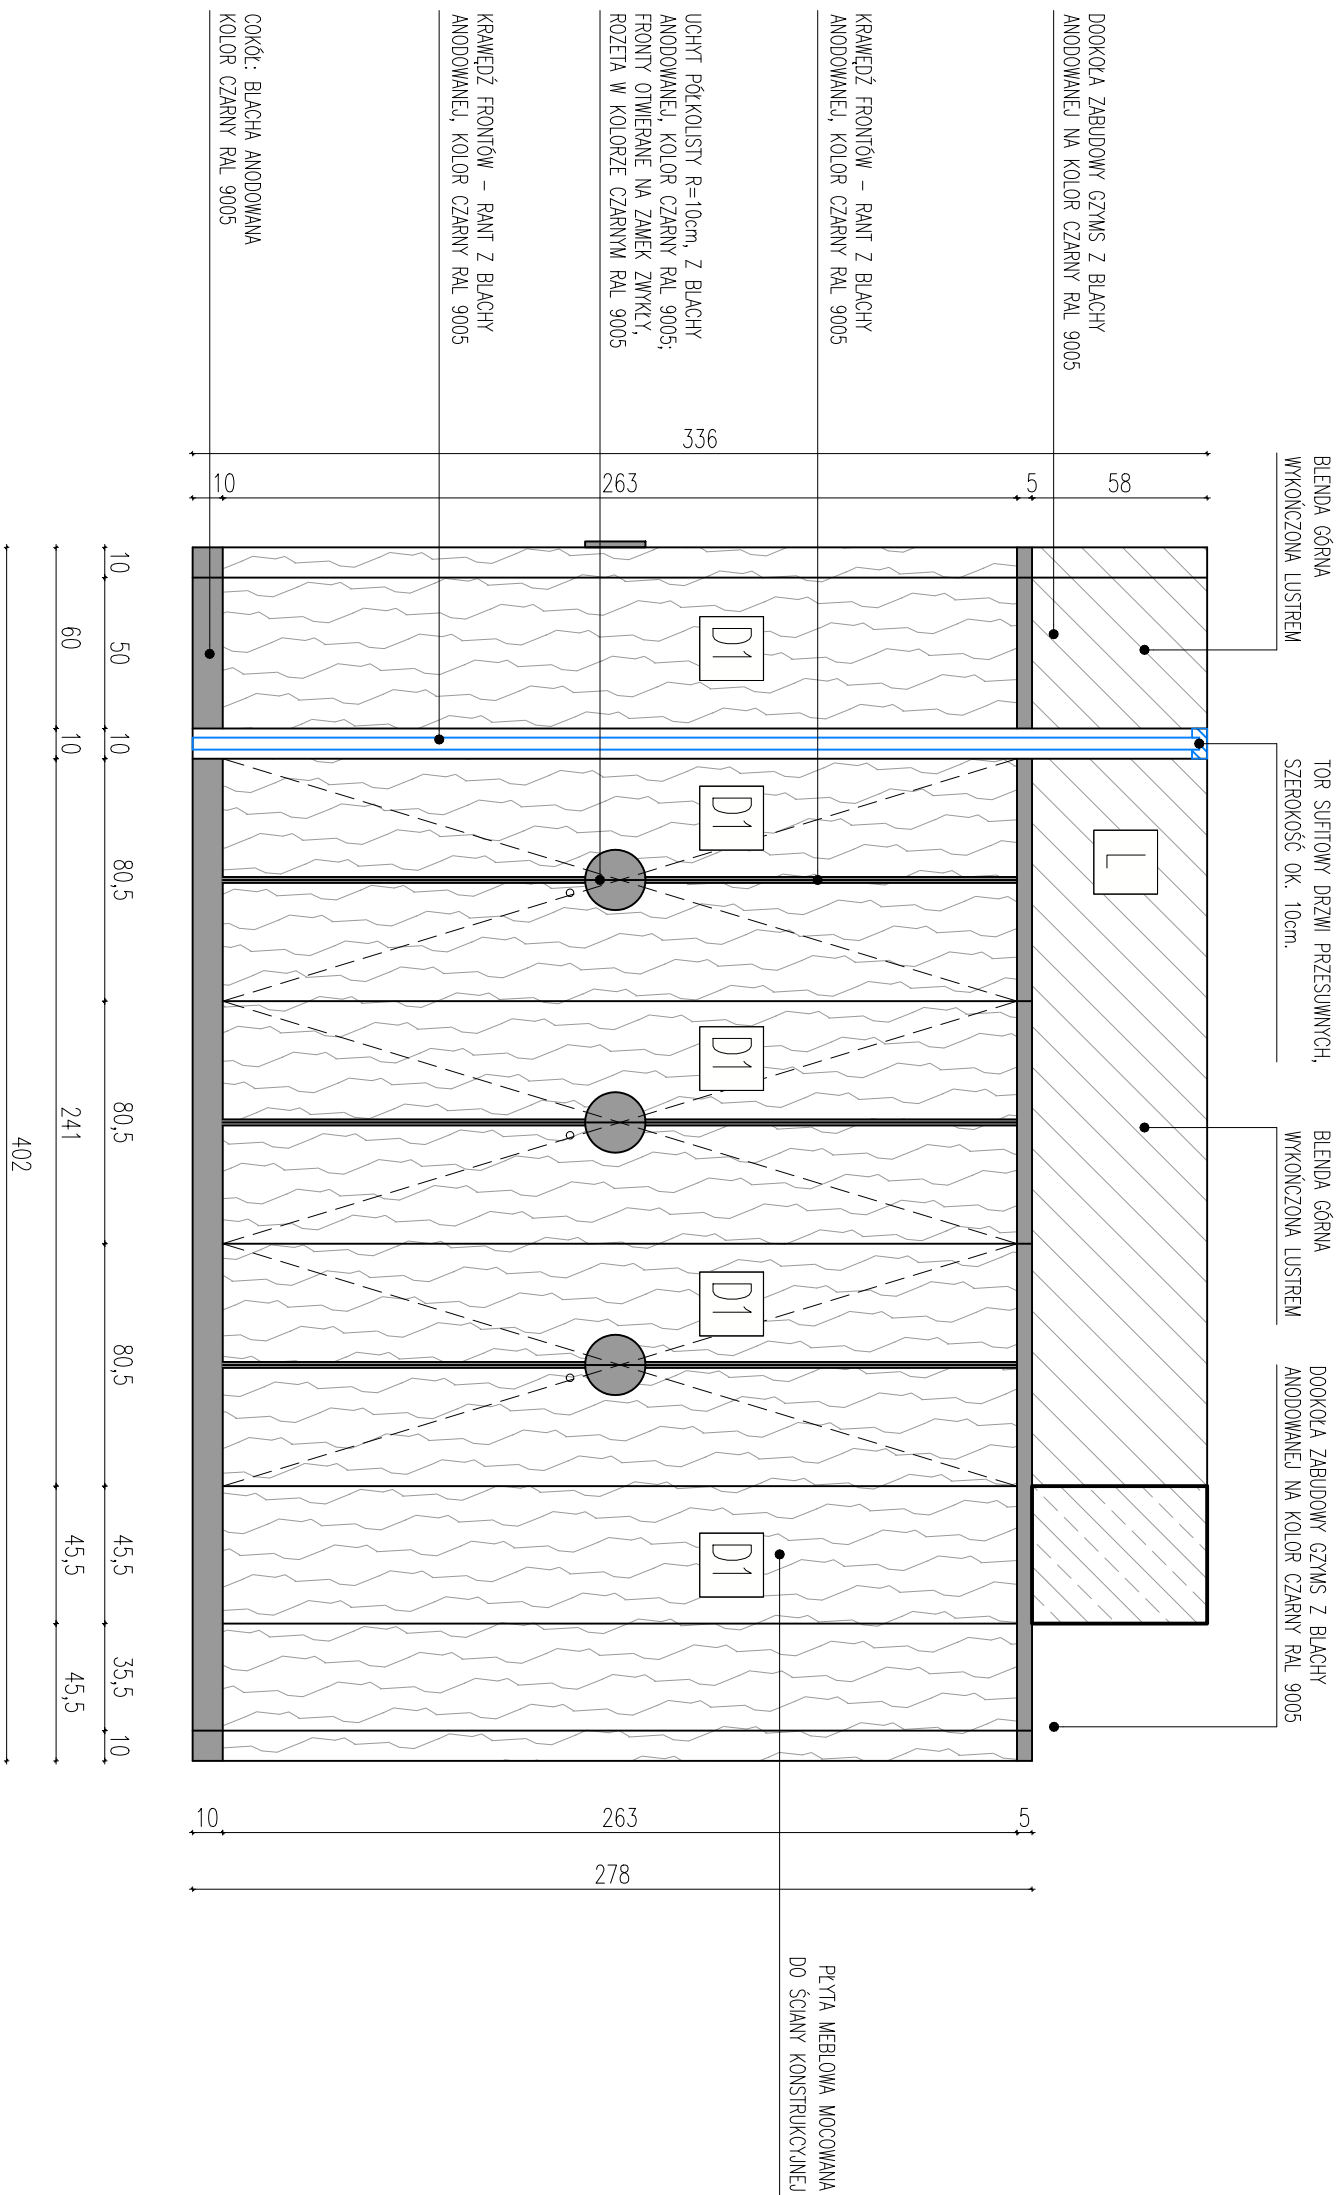 BLENDA GÓRNA
WYKOŃCZONA LUSTREM
TOR SUFITOWY DRZWI PRZESUWNYCH,
SZEROKOŚĆ OK. 10cm.
BLENDA GÓRNA
WYKOŃCZONA LUSTREM
DOOKOŁA ZABUDOWY GZYMS Z BLACHY
ANODOWANEJ NA KOLOR CZARNY RAL 9005
DOOKOŁA ZABUDOWY GZYMS Z BLACHY
ANODOWANEJ NA KOLOR CZARNY RAL 9005
KRAWĘDŹ FRONTÓW – RANT Z BLACHY
ANODOWANEJ, KOLOR CZARNY RAL 9005
UCHYT PÓŁKOLISTY R=10cm, Z BLACHY
ANODOWANEJ, KOLOR CZARNY RAL 9005;
FRONTY OTWIERANE NA ZAMEK ZWYKŁY,
ROZETA W KOLORZE CZARNYM RAL 9005
KRAWĘDŹ FRONTÓW – RANT Z BLACHY
ANODOWANEJ, KOLOR CZARNY RAL 9005
COKÓŁ: BLACHA ANODOWANA
KOLOR CZARNY RAL 9005
PŁYTA MEBLOWA MOCOWANA
DO ŚCIANY KONSTRUKCYJNEJ
336
58
5
263
10
L
D1
D1
D1
D1
D1
5
263
10
278
10
50
10
80,5
80,5
80,5
45,5
35,5
10
60
10
241
45,5
45,5
402